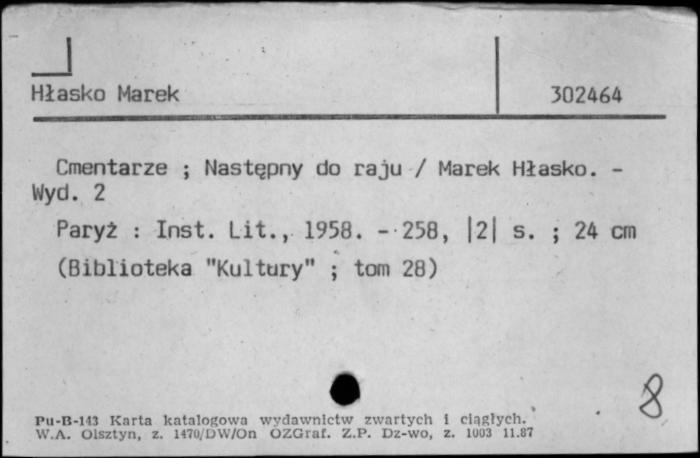 Hłasko Marek 302464
Cmentarze ; Następny do raju / Marek Hłasko. -
Wyd. 2
Paryż : Inst. Lit., 1958. - 258, |2| s. ; 24 cm
(Biblioteka "Kultury" ; tom 28)
8
Pu-B-143 Karta katalogowa wydawnictw zwartych i ciągłych.
W.A. Olsztyn, z. 1470/DW/On OZGraf. Z.P. Dz-wo, z. 1003 11.87